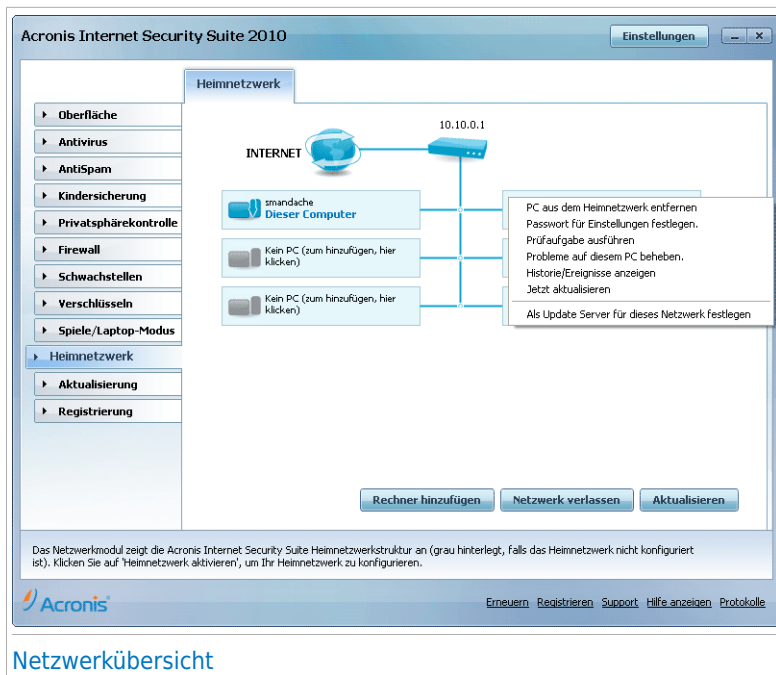 Acronis Internet Security Suite 2010
Einstellungen
Heimnetzwerk
Oberfläche
Antivirus
AntiSpam
Kindersicherung
Privatsphärekontrolle
Firewall
Schwachstellen
Verschlüsseln
Spiele/Laptop-Modus
Heimnetzwerk
Aktualisierung
Registrierung
10.10.0.1
INTERNET
smandache
Dieser Computer
Kein PC (zum hinzufügen, hier
klicken)
Kein PC (zum hinzufügen, hier
klicken)
PC aus dem Heimnetzwerk entfernen
Passwort für Einstellungen festlegen.
Prüfaufgabe ausführen
Probleme auf diesem PC beheben.
Historie/Ereignisse anzeigen
Jetzt aktualisieren
Als Update Server für dieses Netzwerk festlegen
Rechner hinzufügen
Netzwerk verlassen
Aktualisieren
Das Netzwerkmodul zeigt die Acronis Internet Security Suite Heimnetzwerkstruktur an (grau hinterlegt, falls das Heimnetzwerk nicht konfiguriert
ist). Klicken Sie auf 'Heimnetzwerk aktivieren', um Ihr Heimnetzwerk zu konfigurieren.
Acronis
Erneuern Registrieren Support Hilfe anzeigen Protokolle
Netzwerkübersicht